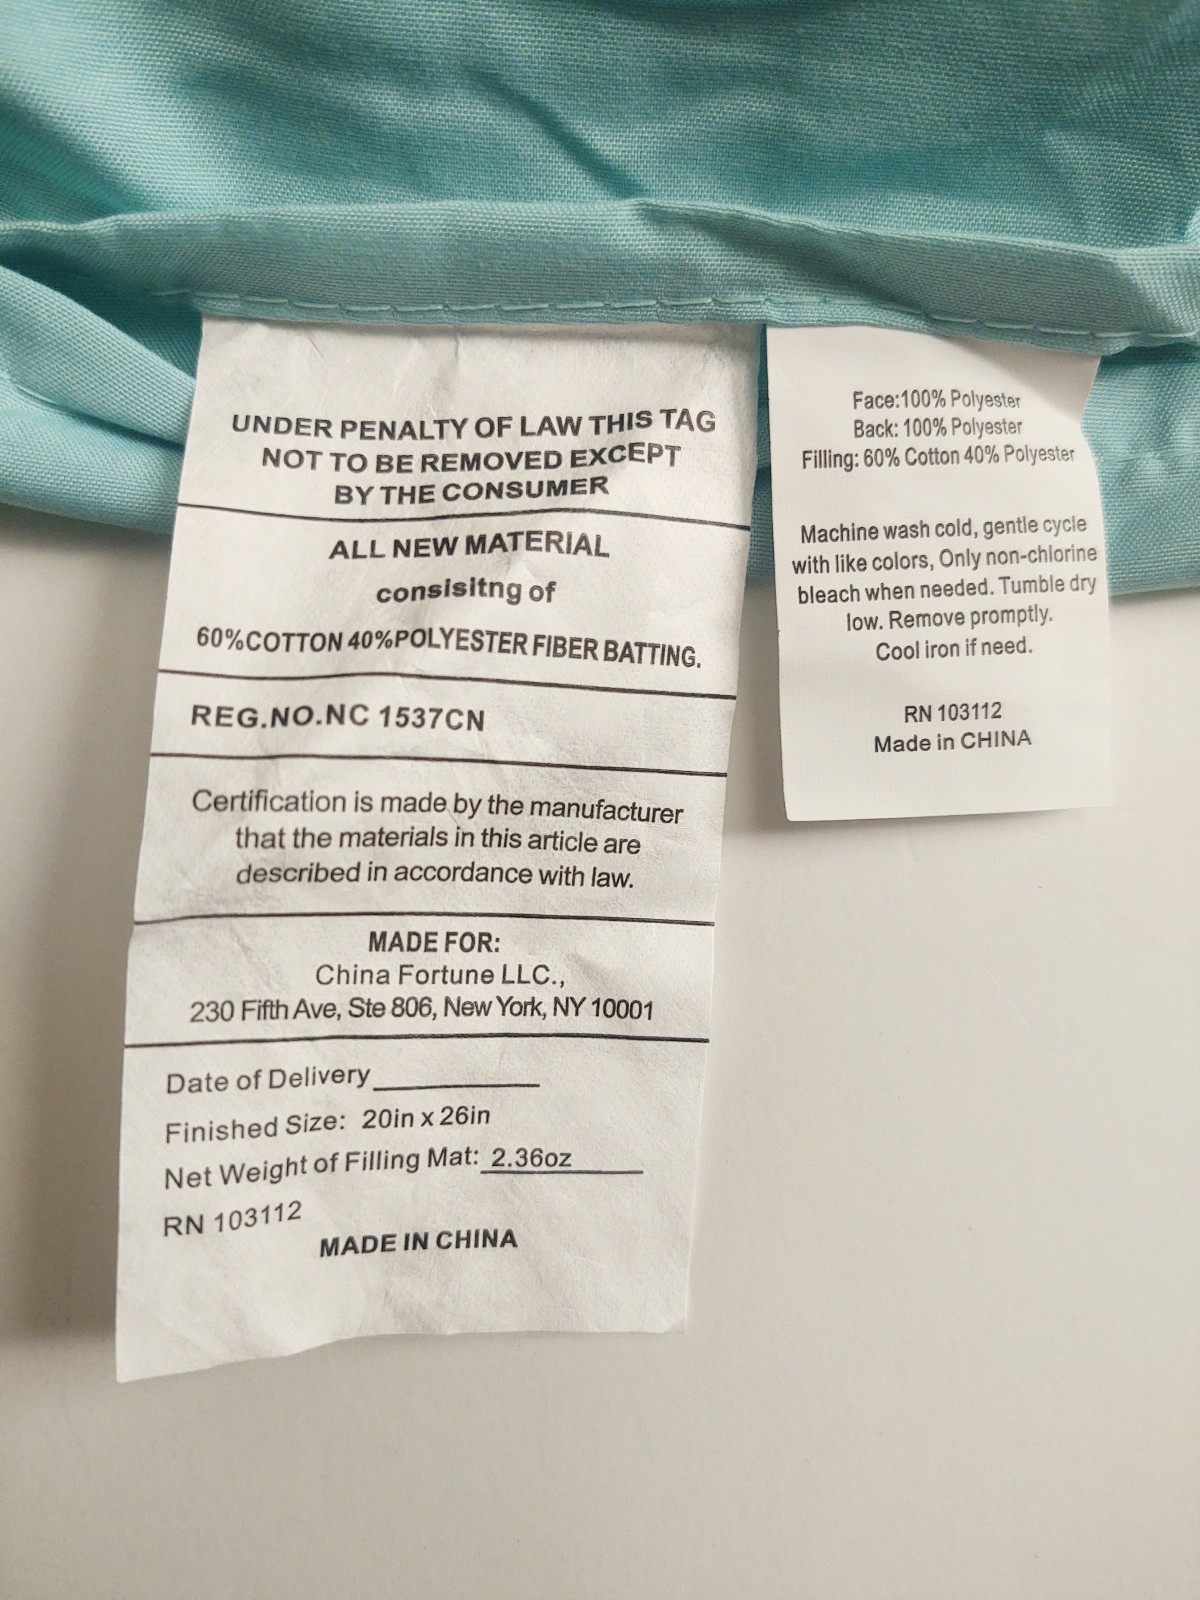 UNDER PENALTY OF LAW THIS TAG
NOT TO BE REMOVED EXCEPT
BY THE CONSUMER
ALL NEW MATERIAL
consisitng of
60%COTTON 40%POLYESTER FIBER BATTING.
REG.NO.NC 1537CN
Certification is made by the manufacturer
that the materials in this article are
described in accordance with law.
MADE FOR:
China Fortune LLC.,
230 Fifth Ave, Ste 806, New York, NY 10001
Date of Delivery
Finished Size: 20in x 26in
Net Weight of Filling Mat: 2.36oz
RN 103112
MADE IN CHINA
Face:100% Polyester
Back: 100% Polyester
Filling: 60% Cotton 40% Polyester
Machine wash cold, gentle cycle
with like colors, Only non-chlorine
bleach when needed. Tumble dry
low. Remove promptly.
Cool iron if need.
RN 103112
Made in CHINA